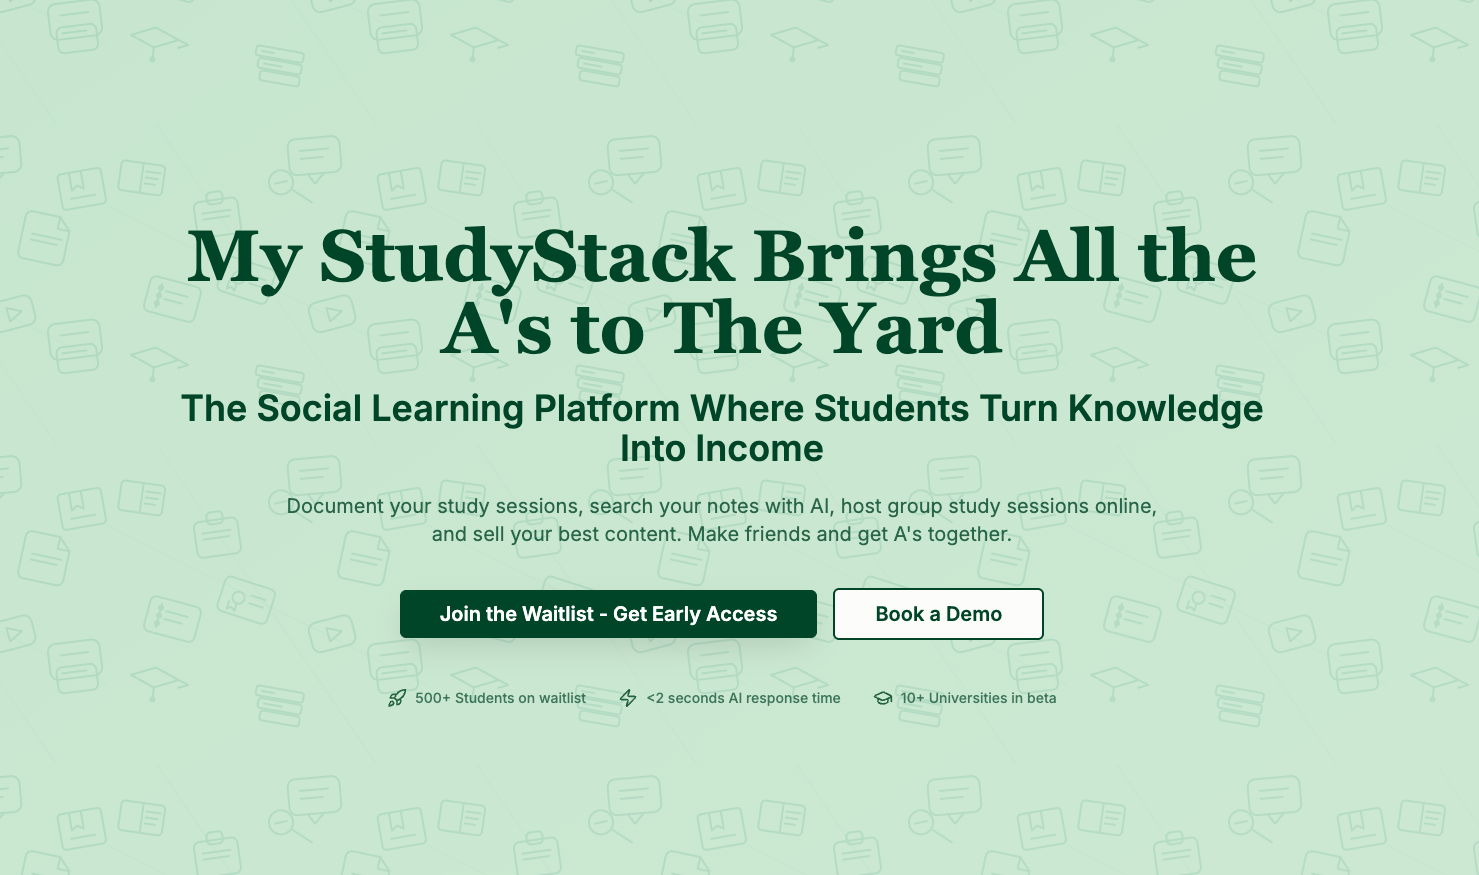 My StudyStack Brings All the
A's to The Yard
The Social Learning Platform Where Students Turn Knowledge
Into Income
Document your study sessions, search your notes with AI, host group study sessions online,
and sell your best content. Make friends and get A's together.
Join the Waitlist - Get Early Access
Book a Demo
500+ Students on waitlist
<2 seconds AI response time
10+ Universities in beta